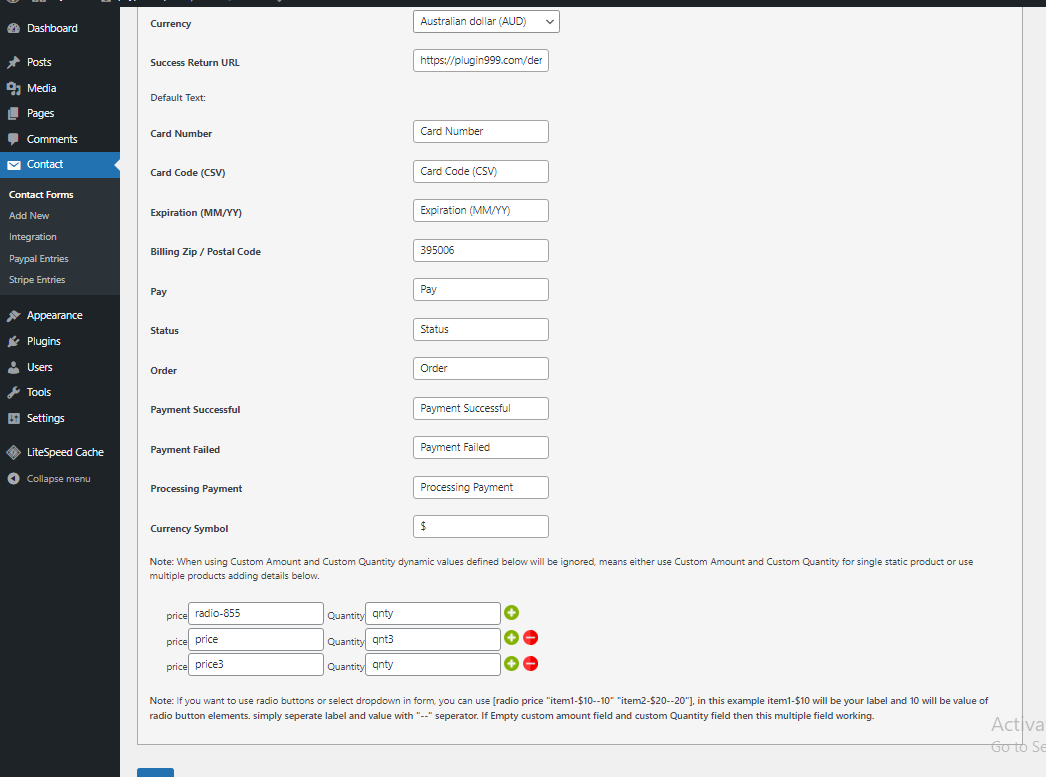 Dashboard
Posts
Media
Pages
Comments
Contact
Contact Forms
Add New
Integration
Paypal Entries
Stripe Entries
Appearance
Plugins
Users
Tools
Settings
LiteSpeed Cache
Collapse menu
Currency Australian dollar (AUD)
Success Return URL https://plugin999.com/der
Default Text:
Card Number Card Number
Card Code (CSV) Card Code (CSV)
Expiration (MM/YY) Expiration (MM/YY)
Billing Zip / Postal Code 395006
Pay Pay
Status Status
Order Order
Payment Successful Payment Successful
Payment Failed Payment Failed
Processing Payment Processing Payment
Currency Symbol $
Note: When using Custom Amount and Custom Quantity dynamic values defined below will be ignored, means either use Custom Amount and Custom Quantity for single static product or use
multiple products adding details below.
price radio-855 Quantity qnty
price price Quantity qnt3
price price3 Quantity qnty
Note: If you want to use radio buttons or select dropdown in form, you can use [radio price "item1-$10--10" "item2-$20--20"], in this example item1-$10 will be your label and 10 will be value of
radio button elements. simply seperate label and value with "--" seperator. If Empty custom amount field and custom Quantity field then this multiple field working.
Activa
Go to Se